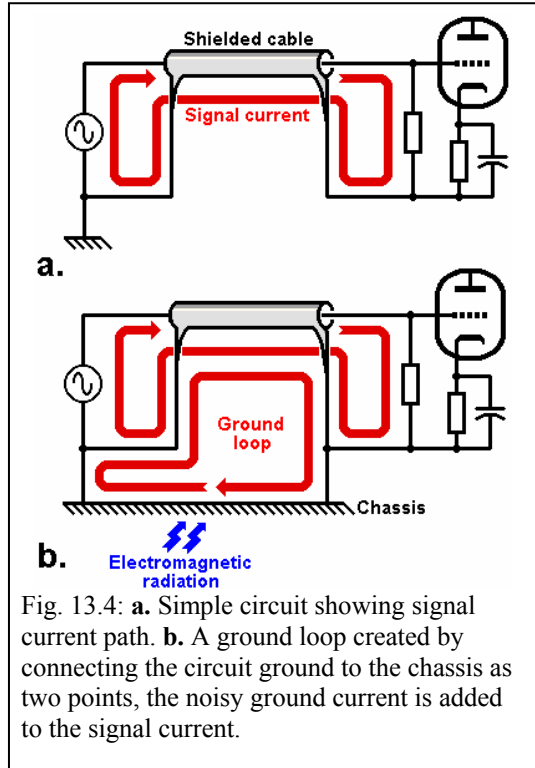 Shielded cable
Signal current
a.
Ground
loop
Chassis
b.
Electromagnetic
radiation
Fig. 13.4: a. Simple circuit showing signal
current path. b. A ground loop created by
connecting the circuit ground to the chassis as
two points, the noisy ground current is added
to the signal current.